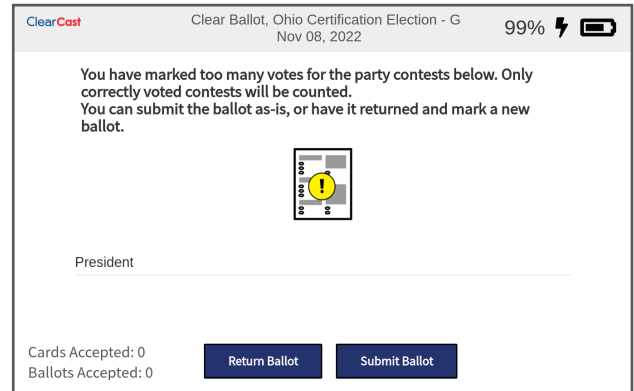 ClearCast
Clear Ballot, Ohio Certification Election - G
Nov 08, 2022
99%
You have marked too many votes for the party contests below. Only
correctly voted contests will be counted.
You can submit the ballot as-is, or have it returned and mark a new
ballot.
!
President
Cards Accepted: 0
Ballots Accepted: 0
Return Ballot
Submit Ballot